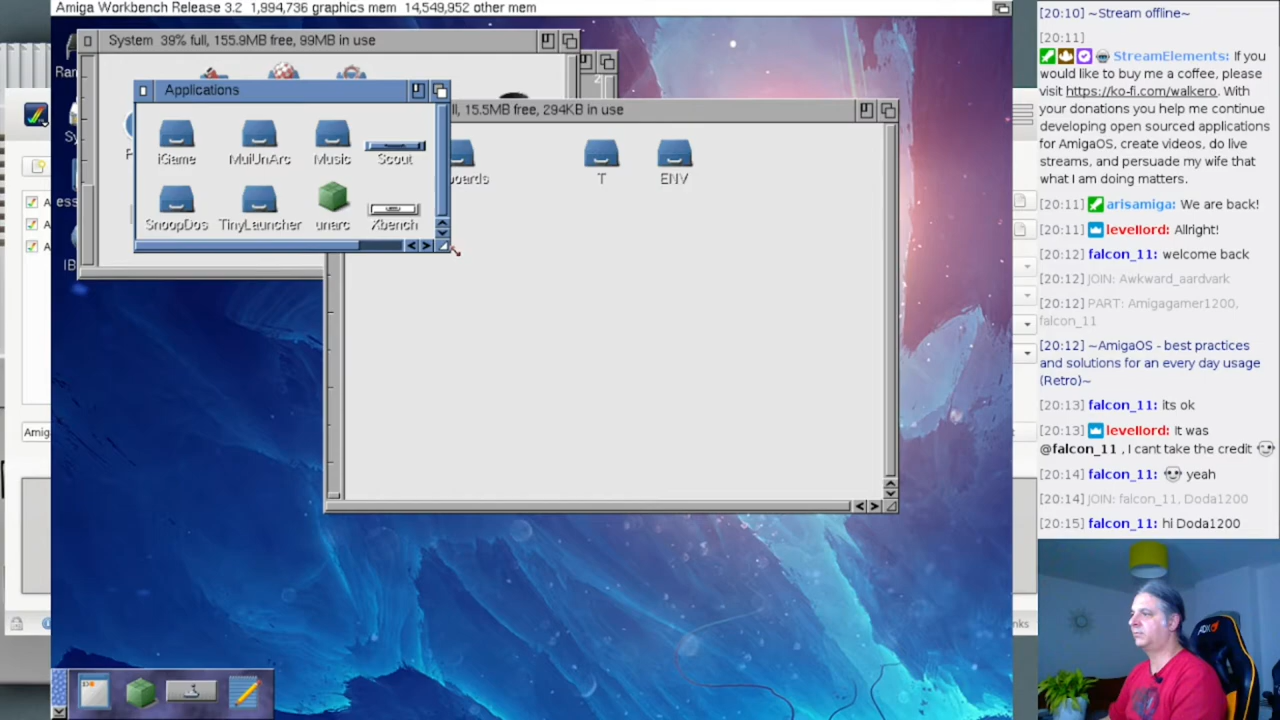 Amiga Workbench Release 3.2 1,994,736 graphics mem 14,549,952 other mem
System 39% full, 155.9MB free, 99MB in use
Applications
ll, 15.5MB free, 294KB in use
iGame
MuiUnArc
Music
Scout
SnoopDos
TinyLauncher
unarc
Xbench
boards
T
ENV
Ram
Sy
ess
IB
Amig
nks
[20:10] ~Stream offline~
[20:11]
StreamElements: If you
would like to buy me a coffee, please
visit https://ko-fi.com/walkero. With
your donations you help me continue
developing open sourced applications
for AmigaOS, create videos, do live
streams, and persuade my wife that
what I am doing matters.
[20:11] arisamiga: We are back!
[20:11] levellord: Allright!
[20:12] falcon_11: welcome back
[20:12] JOIN: Awkward_aardvark
[20:12] PART: Amigagamer1200,
falcon_11
[20:12] ~AmigaOS - best practices
and solutions for an every day usage
(Retro)~
[20:13] falcon_11: its ok
[20:13] levellord: It was
@falcon_11 , I cant take the credit
[20:14] falcon_11: yeah
[20:14] JOIN: falcon_11, Doda1200
[20:15] falcon_11: hi Doda1200